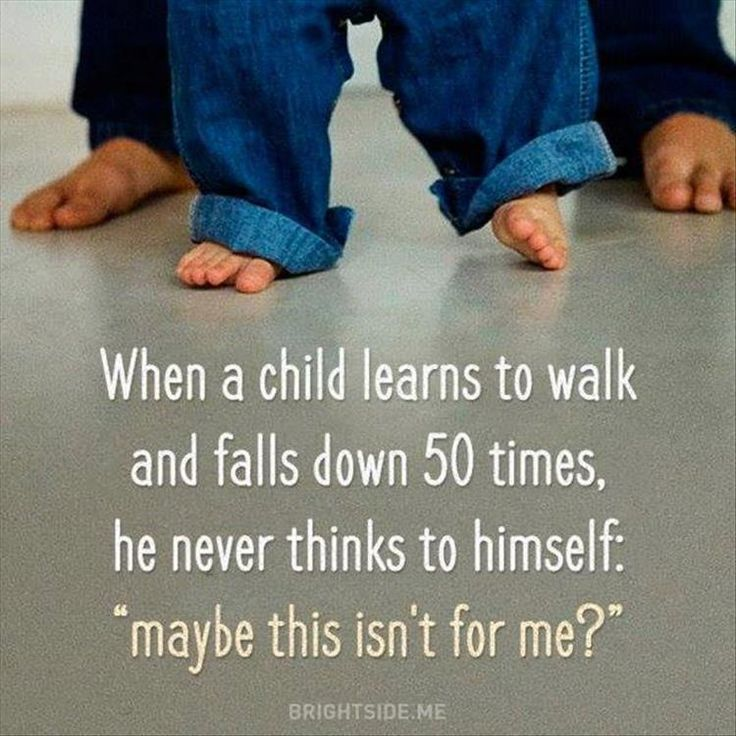 When a child learns to walk
and falls down 50 times,
he never thinks to himself:
“maybe this isn't for me?”
BRIGHTSIDE.ME